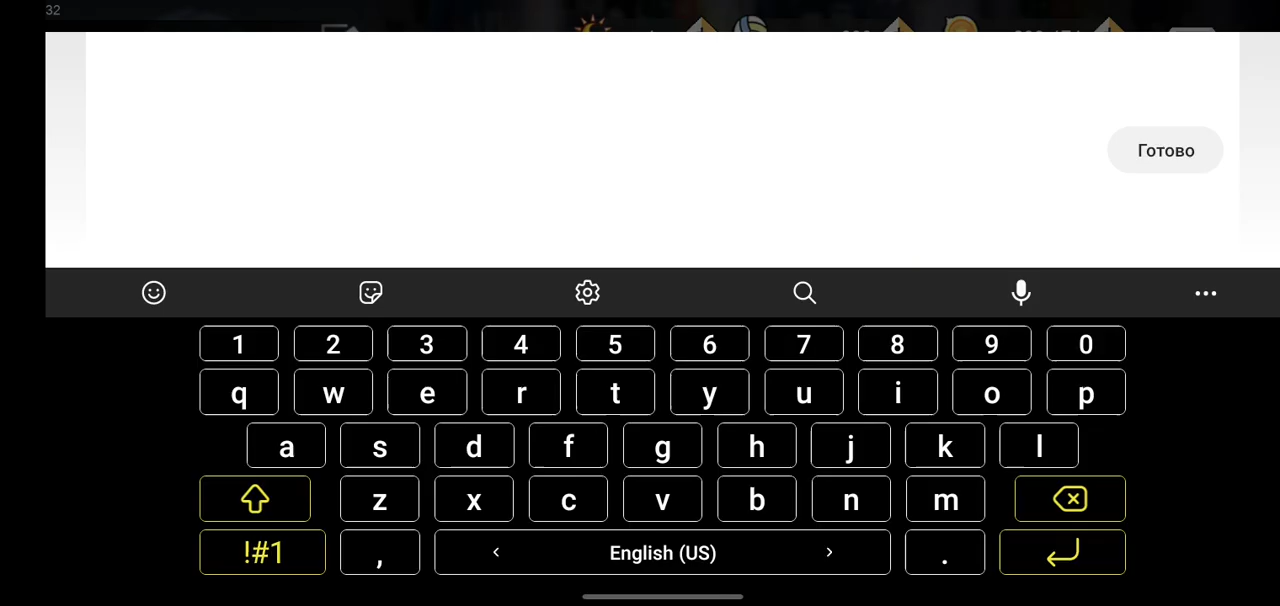 32
Готово
1 2 3 4 5 6 7 8 9 0
q w e r t y u i o p
a s d f g h j k l
z x c v b n m
!#1 , < English (US) > .